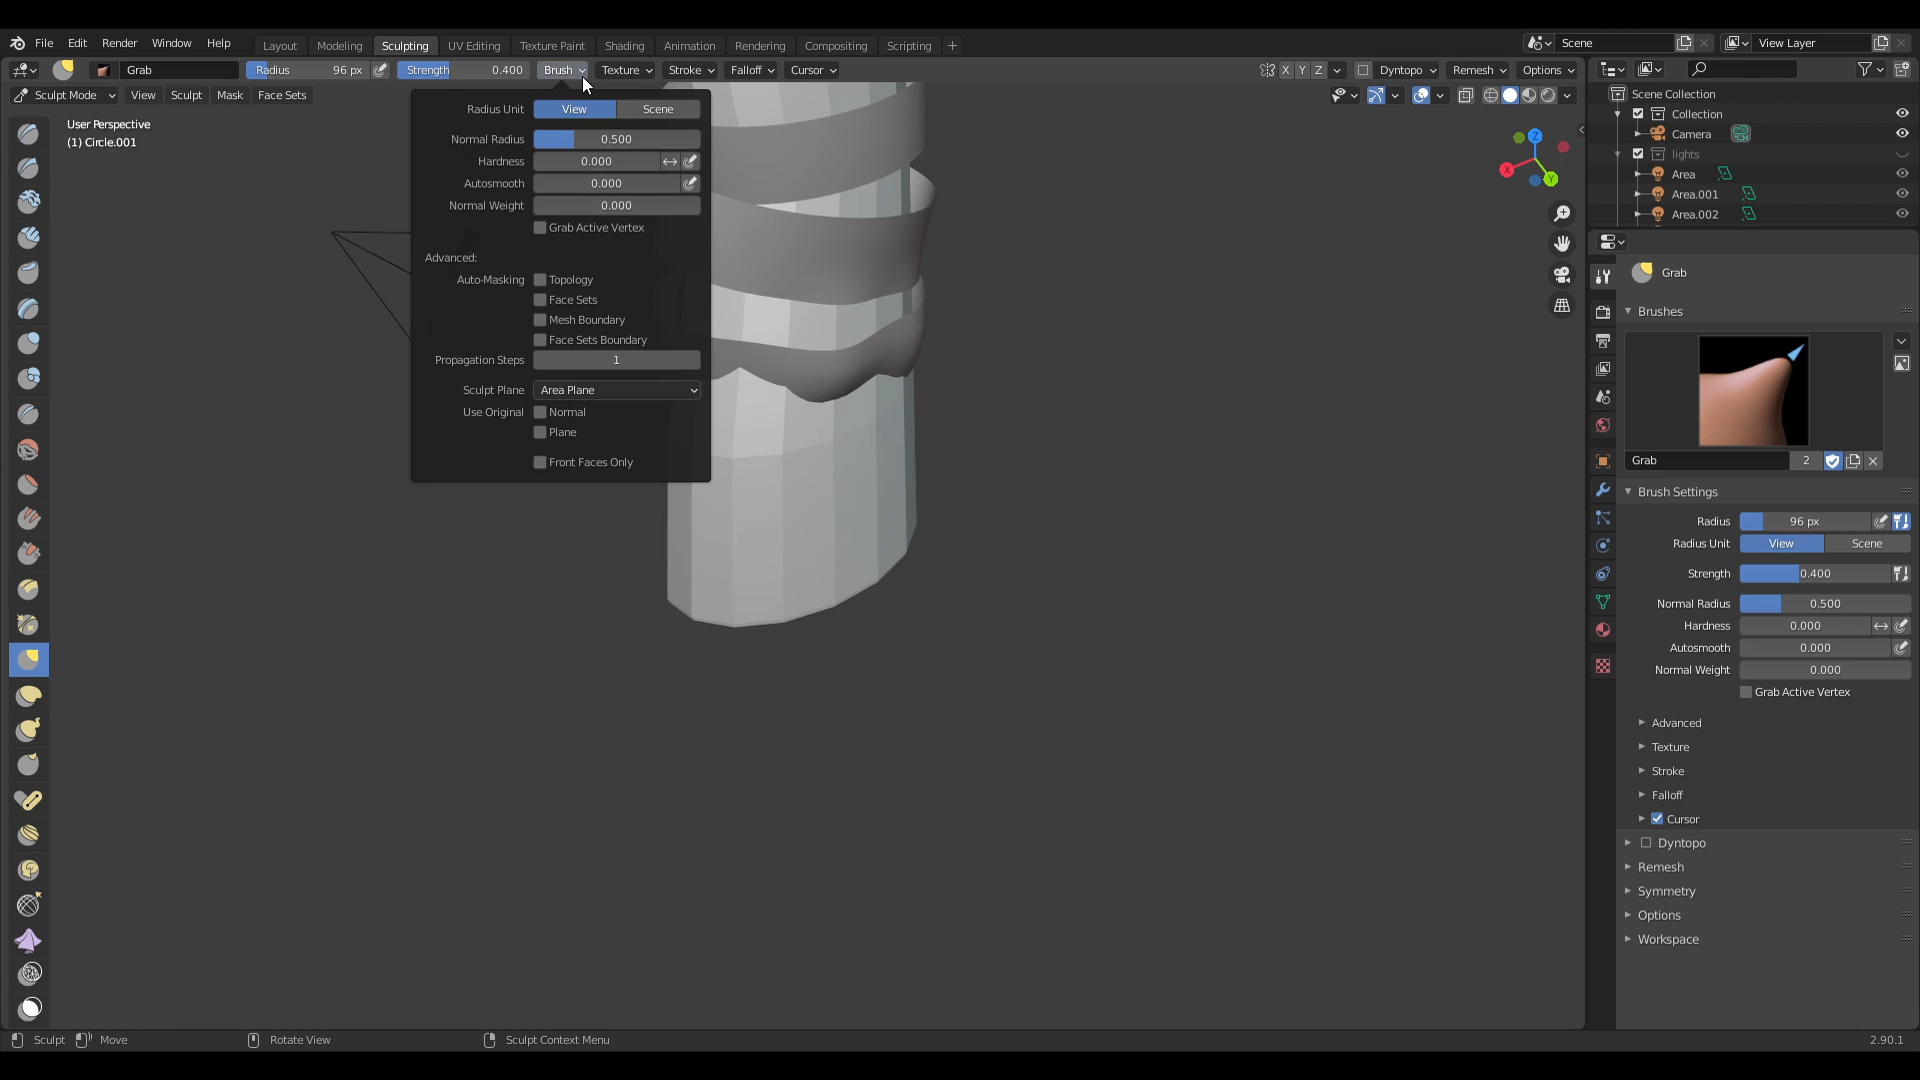 File Edit Render Window Help Layout Modeling Sculpting UV Editing Texture Paint Shading Animation Rendering Compositing Scripting + Scene View Layer
Grab Radius 96 px Strength 0.400 Brush Texture Stroke Falloff Cursor X Y Z Dyntopo Remesh Options
Sculpt Mode View Sculpt Mask Face Sets
User Perspective
(1) Circle.001
Radius Unit View Scene
Normal Radius 0.500
Hardness 0.000
Autosmooth 0.000
Normal Weight 0.000
Grab Active Vertex
Advanced:
Auto-Masking Topology
Face Sets
Mesh Boundary
Face Sets Boundary
Propagation Steps 1
Sculpt Plane Area Plane
Use Original Normal
Plane
Front Faces Only
Z
X
Y
Scene Collection
Collection
Camera
lights
Area
Area.001
Area.002
Grab
Brushes
Grab 2
Brush Settings
Radius 96 px
Radius Unit View Scene
Strength 0.400
Normal Radius 0.500
Hardness 0.000
Autosmooth 0.000
Normal Weight 0.000
Grab Active Vertex
Advanced
Texture
Stroke
Falloff
Cursor
Dyntopo
Remesh
Symmetry
Options
Workspace
Sculpt Move Rotate View Sculpt Context Menu 2.90.1